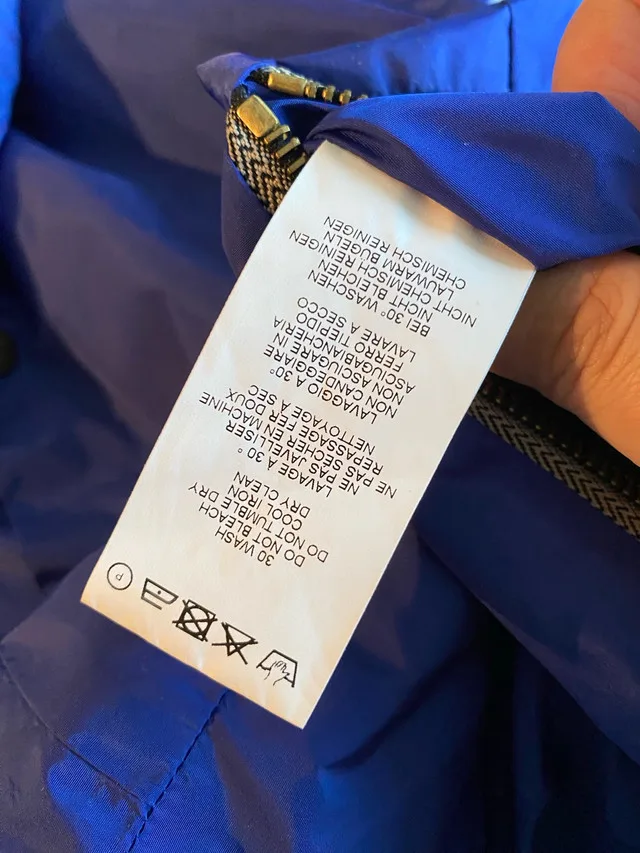 P
30 WASH
DO NOT BLEACH
DO NOT TUMBLE DRY
COOL IRON
DRY CLEAN
LAVAGE A 30 °
NE PAS JAVELLISER
NE PAS SECHER EN MACHINE
REPASSAGE FER DOUX
NETTOYAGE A SEC
LAVAGGIO A 30°
NON CANDEGGIARE
NON ASCIUGARE IN
ASCIUGABIANCHERIA
FERRO TIEPIDO
LAVARE A SECCO
BEI 30° WASCHEN
NICHT BLEICHEN
NICHT CHEMISCH REINIGEN
LAUWARM BÜGELN
CHEMISCH REINIGEN